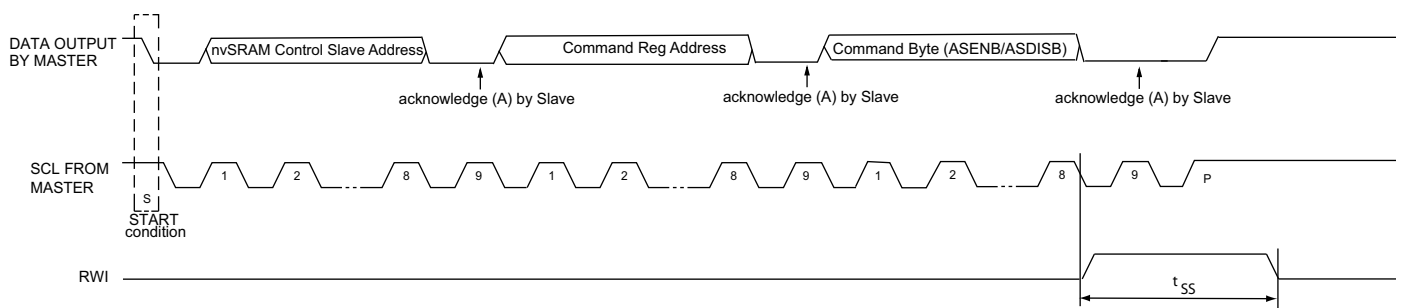 DATA OUTPUT
BY MASTER
nvSRAM Control Slave Address
Command Reg Address
Command Byte (ASENB/ASDISB)
acknowledge (A) by Slave
acknowledge (A) by Slave
acknowledge (A) by Slave
SCL FROM
MASTER
1 2 8 9 1 2 8 9 1 2 8 9 P
S
START
condition
RWI
tSS